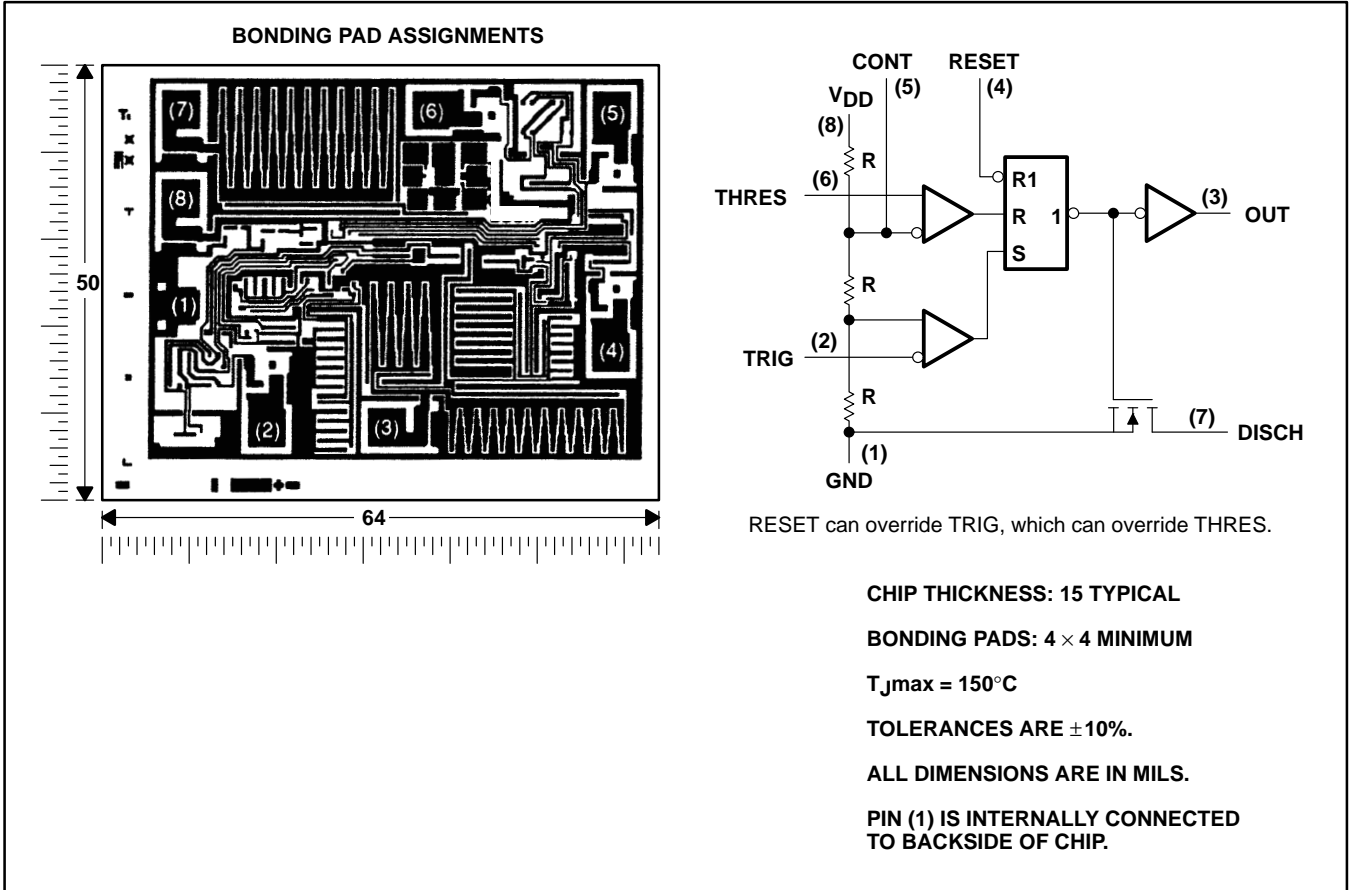 BONDING PAD ASSIGNMENTS
(7)
(6)
(5)
(8)
(1)
(4)
(2)
(3)
50
64
CONT
(5)
RESET
(4)
VDD
(8)
R
(6)
THRES
R1
R
1
S
(3)
OUT
R
(2)
TRIG
R
(7)
DISCH
(1)
GND
RESET can override TRIG, which can override THRES.
CHIP THICKNESS: 15 TYPICAL
BONDING PADS: 4 × 4 MINIMUM
TJmax = 150°C
TOLERANCES ARE ±10%.
ALL DIMENSIONS ARE IN MILS.
PIN (1) IS INTERNALLY CONNECTED
TO BACKSIDE OF CHIP.